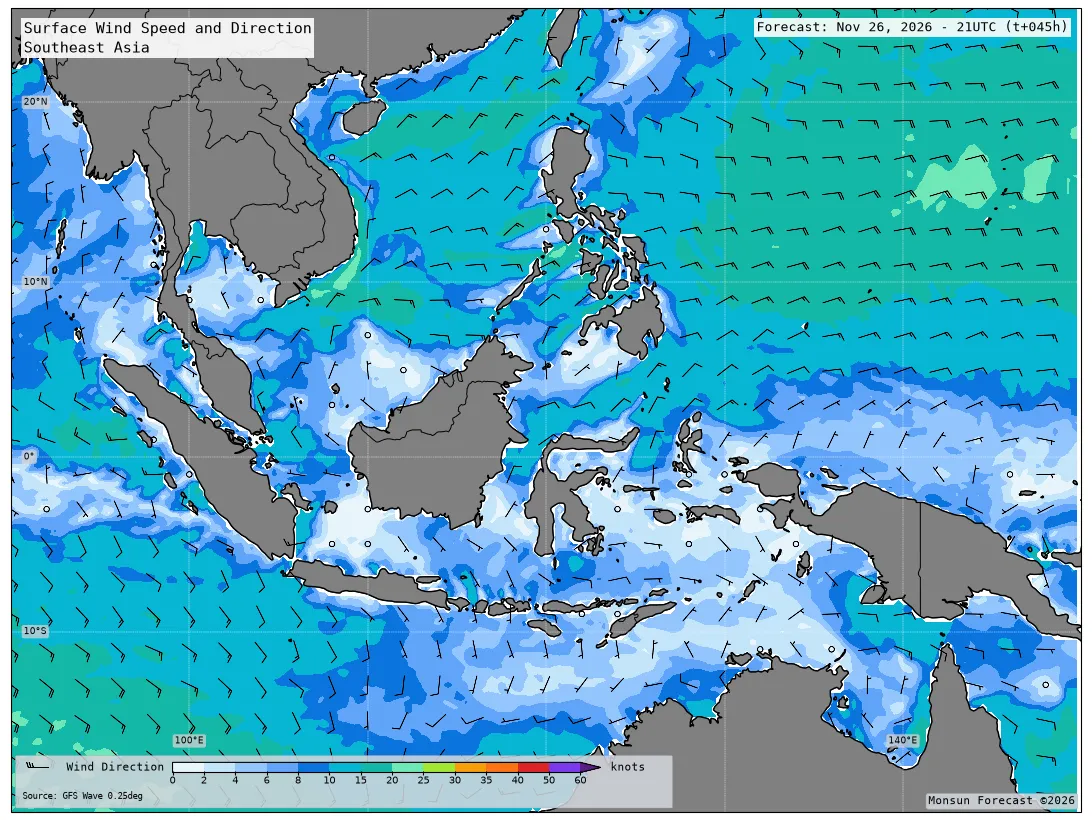 Surface Wind Speed and Direction
Southeast Asia
Forecast: Nov 26, 2026 - 21UTC (t+045h)
20°N
10°N
0°
10°S
100°E
140°E
Wind Direction
0 2 4 6 8 10 15 20 25 30 35 40 50 60
knots
Source: GFS Wave 0.25deg
Monsun Forecast ©2026